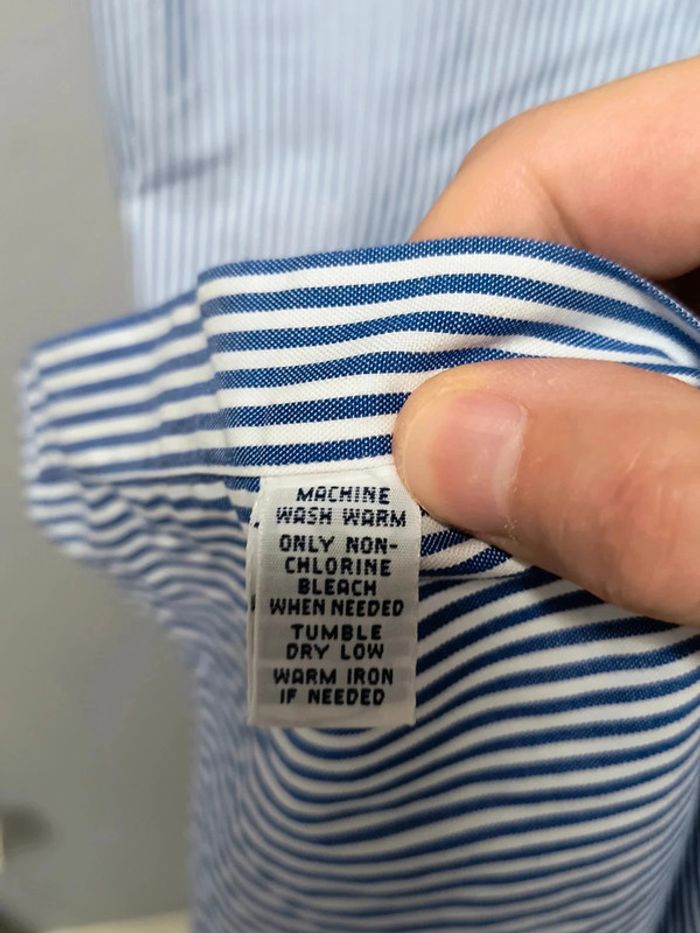 MACHINE
WASH WARM
ONLY NON-
CHLORINE
BLEACH
WHEN NEEDED
TUMBLE
DRY LOW
WARM IRON
IF NEEDED